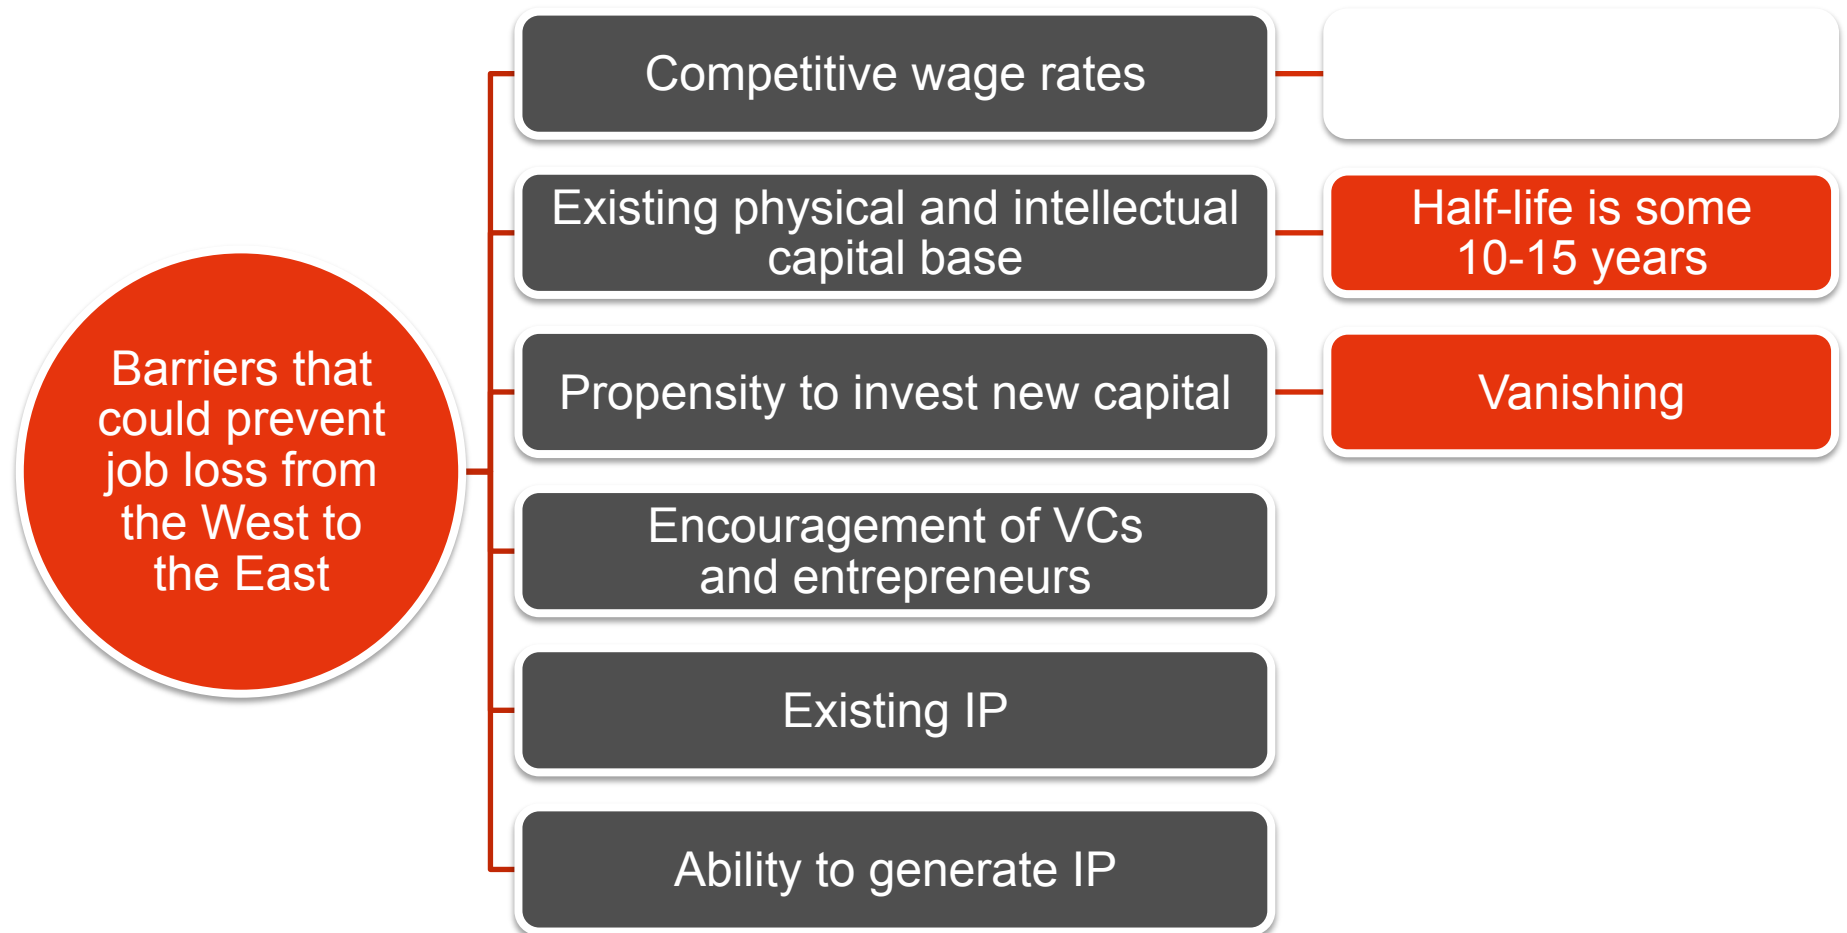 Barriers that
could prevent
job loss from
the West to
the East
Competitive wage rates
Existing physical and intellectual
capital base
Half-life is some
10-15 years
Propensity to invest new capital
Vanishing
Encouragement of VCs
and entrepreneurs
Existing IP
Ability to generate IP